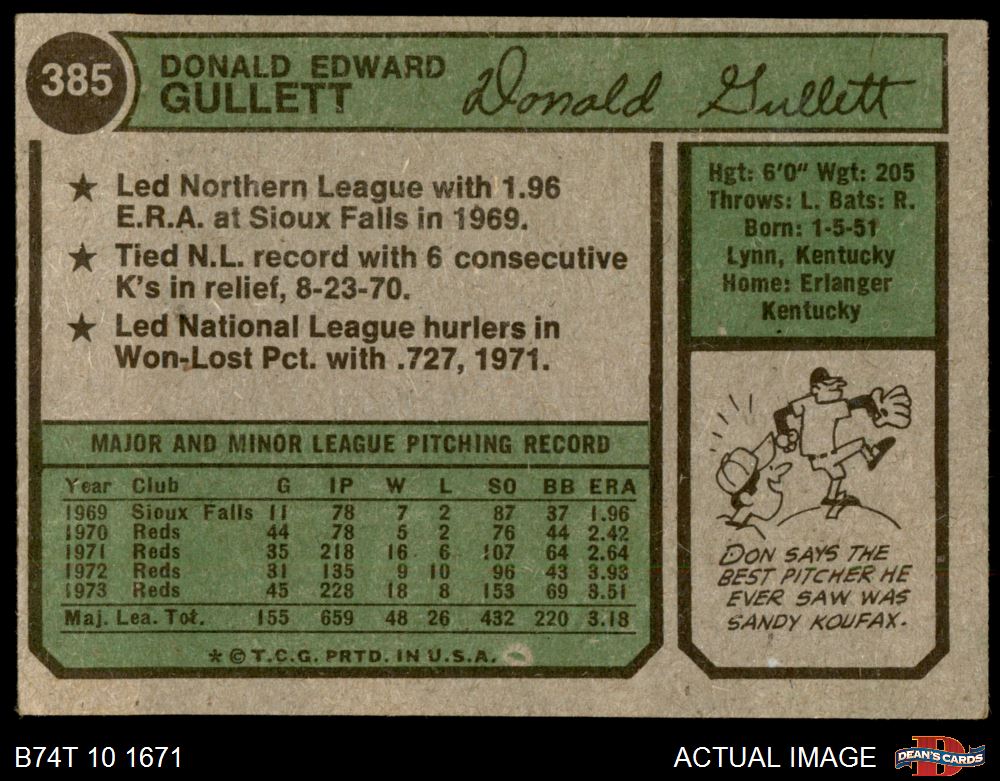 385
DONALD EDWARD
GULLETT
Donald Gullett
★ Led Northern League with 1.96
E.R.A. at Sioux Falls in 1969.
★ Tied N.L. record with 6 consecutive
K's in relief, 8-23-70.
★ Led National League hurlers in
Won-Lost Pct. with .727, 1971.
Hgt: 6'0" Wgt: 205
Throws: L. Bats: R.
Born: 1-5-51
Lynn, Kentucky
Home: Erlanger
Kentucky
MAJOR AND MINOR LEAGUE PITCHING RECORD
Year Club G IP W L SO BB ERA
1969 Sioux Falls 11 78 7 2 87 37 1.96
1970 Reds 44 78 5 2 76 44 2.42
1971 Reds 35 218 16 6 107 64 2.64
1972 Reds 31 135 9 10 96 43 3.93
1973 Reds 45 228 18 8 153 69 3.51
Maj. Lea. Tot. 155 659 48 26 432 220 3.18
* © T.C.G. PRTD. IN U.S.A.
DON SAYS THE
BEST PITCHER HE
EVER SAW WAS
SANDY KOUFAX.
B74T 10 1671
ACTUAL IMAGE
D
DEAN'S CARDS